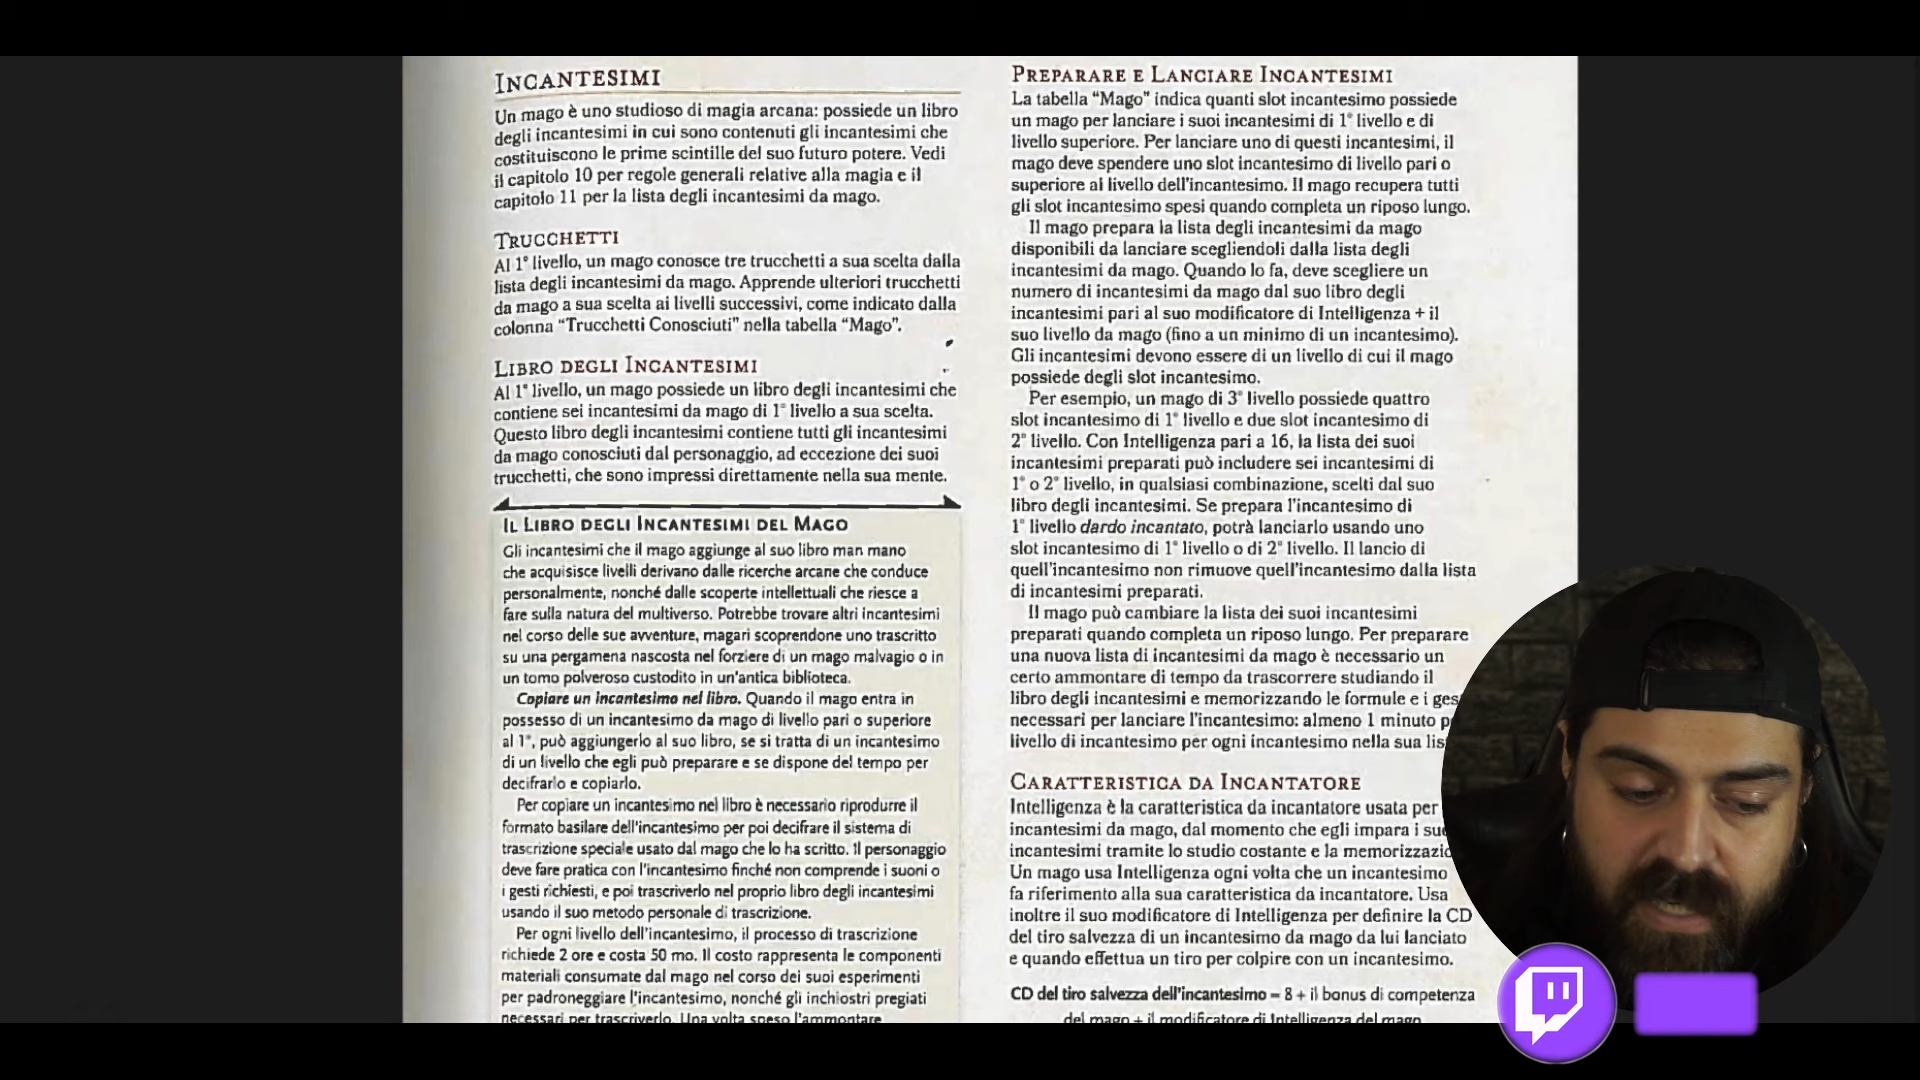 INCANTESIMI
Un mago è uno studioso di magia arcana: possiede un libro
degli incantesimi in cui sono contenuti gli incantesimi che
costituiscono le prime scintille del suo futuro potere. Vedi
il capitolo 10 per regole generali relative alla magia e il
capitolo 11 per la lista degli incantesimi da mago.
TRUCCHETTI
Al 1° livello, un mago conosce tre trucchetti a sua scelta dalla
lista degli incantesimi da mago. Apprende ulteriori trucchetti
da mago a sua scelta ai livelli successivi, come indicato dalla
colonna “Trucchetti Conosciuti” nella tabella “Mago”.
LIBRO DEGLI INCANTESIMI
Al 1° livello, un mago possiede un libro degli incantesimi che
contiene sei incantesimi da mago di 1° livello a sua scelta.
Questo libro degli incantesimi contiene tutti gli incantesimi
da mago conosciuti dal personaggio, ad eccezione dei suoi
trucchetti, che sono impressi direttamente nella sua mente.
IL LIBRO DEGLI INCANTESIMI DEL MAGO
Gli incantesimi che il mago aggiunge al suo libro man mano
che acquisisce livelli derivano dalle ricerche arcane che conduce
personalmente, nonché dalle scoperte intellettuali che riesce a
fare sulla natura del multiverso. Potrebbe trovare altri incantesimi
nel corso delle sue avventure, magari scoprendone uno trascritto
su una pergamena nascosta nel forziere di un mago malvagio o in
un tomo polveroso custodito in un'antica biblioteca.
Copiare un incantesimo nel libro. Quando il mago entra in
possesso di un incantesimo da mago di livello pari o superiore
al 1°, può aggiungerlo al suo libro, se si tratta di un incantesimo
di un livello che egli può preparare e se dispone del tempo per
decifrarlo e copiarlo.
Per copiare un incantesimo nel libro è necessario riprodurre il
formato basilare dell'incantesimo per poi decifrare il sistema di
trascrizione speciale usato dal mago che lo ha scritto. Il personaggio
deve fare pratica con l'incantesimo finché non comprende i suoni o
i gesti richiesti, e poi trascriverlo nel proprio libro degli incantesimi
usando il suo metodo personale di trascrizione.
Per ogni livello dell'incantesimo, il processo di trascrizione
richiede 2 ore e costa 50 mo. Il costo rappresenta le componenti
materiali consumate dal mago nel corso dei suoi esperimenti
per padroneggiare l'incantesimo, nonché gli inchiostri pregiati
necessari per trascriverlo. Una volta speso l'ammontare
PREPARARE E LANCIARE INCANTESIMI
La tabella “Mago” indica quanti slot incantesimo possiede
un mago per lanciare i suoi incantesimi di 1° livello e di
livello superiore. Per lanciare uno di questi incantesimi, il
mago deve spendere uno slot incantesimo di livello pari o
superiore al livello dell'incantesimo. Il mago recupera tutti
gli slot incantesimo spesi quando completa un riposo lungo.
Il mago prepara la lista degli incantesimi da mago
disponibili da lanciare scegliendoli dalla lista degli
incantesimi da mago. Quando lo fa, deve scegliere un
numero di incantesimi da mago dal suo libro degli
incantesimi pari al suo modificatore di Intelligenza + il
suo livello da mago (fino a un minimo di un incantesimo).
Gli incantesimi devono essere di un livello di cui il mago
possiede degli slot incantesimo.
Per esempio, un mago di 3° livello possiede quattro
slot incantesimo di 1° livello e due slot incantesimo di
2° livello. Con Intelligenza pari a 16, la lista dei suoi
incantesimi preparati può includere sei incantesimi di
1° o 2° livello, in qualsiasi combinazione, scelti dal suo
libro degli incantesimi. Se prepara l'incantesimo di
1° livello dardo incantato, potrà lanciarlo usando uno
slot incantesimo di 1° livello o di 2° livello. Il lancio di
quell'incantesimo non rimuove quell'incantesimo dalla lista
di incantesimi preparati.
Il mago può cambiare la lista dei suoi incantesimi
preparati quando completa un riposo lungo. Per preparare
una nuova lista di incantesimi da mago è necessario un
certo ammontare di tempo da trascorrere studiando il
libro degli incantesimi e memorizzando le formule e i
necessari per lanciare l'incantesimo: almeno 1 minuto
livello di incantesimo per ogni incantesimo nella sua
CARATTERISTICA DA INCANTATORE
Intelligenza è la caratteristica da incantatore usata per
incantesimi da mago, dal momento che egli impara i
incantesimi tramite lo studio costante e la
Un mago usa Intelligenza ogni volta che un incantesimo
fa riferimento alla sua caratteristica da incantatore. Usa
inoltre il suo modificatore di Intelligenza per definire la CD
del tiro salvezza di un incantesimo da mago da lui lanciato
e quando effettua un tiro per colpire con un incantesimo.
CD del tiro salvezza dell'incantesimo = 8 + il bonus di competenza
del mago + il modificatore di Intelligenza del mago